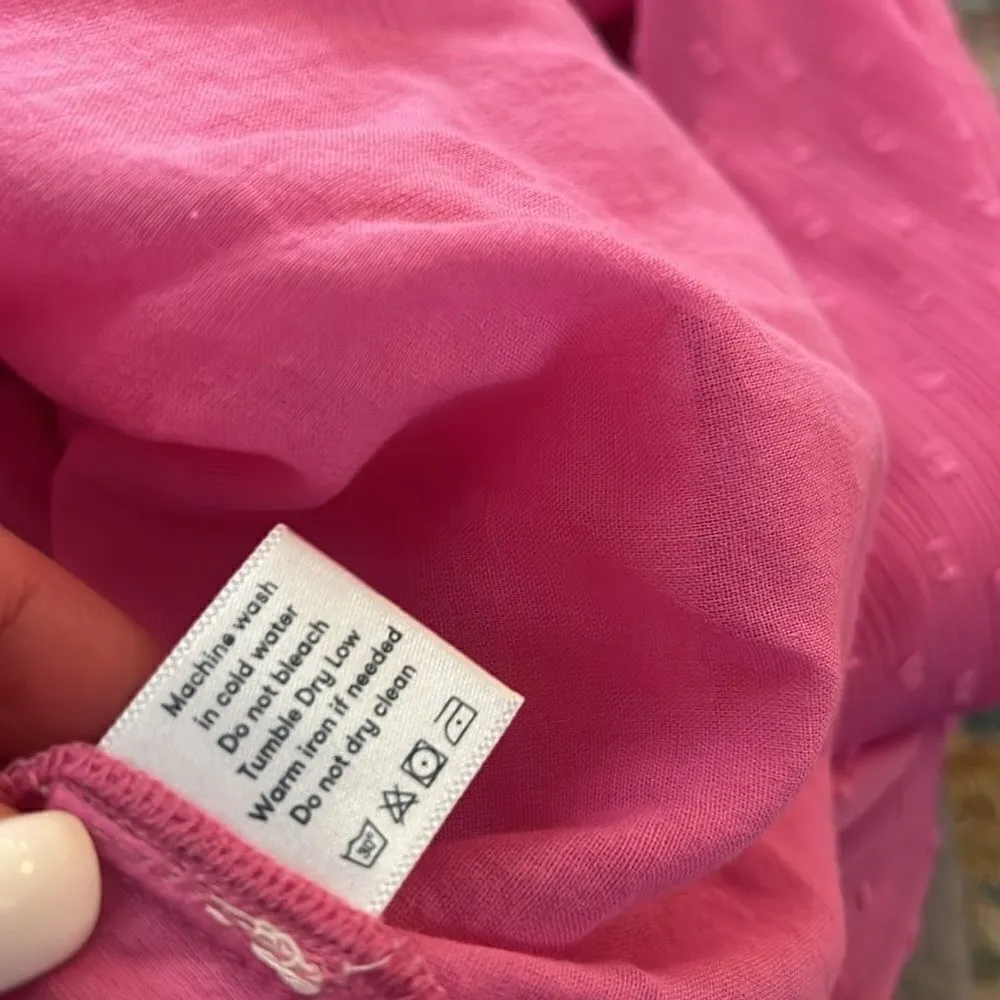 Machine wash
in cold water
Do not bleach
Tumble Dry Low
Warm iron if needed
Do not dry clean
30°